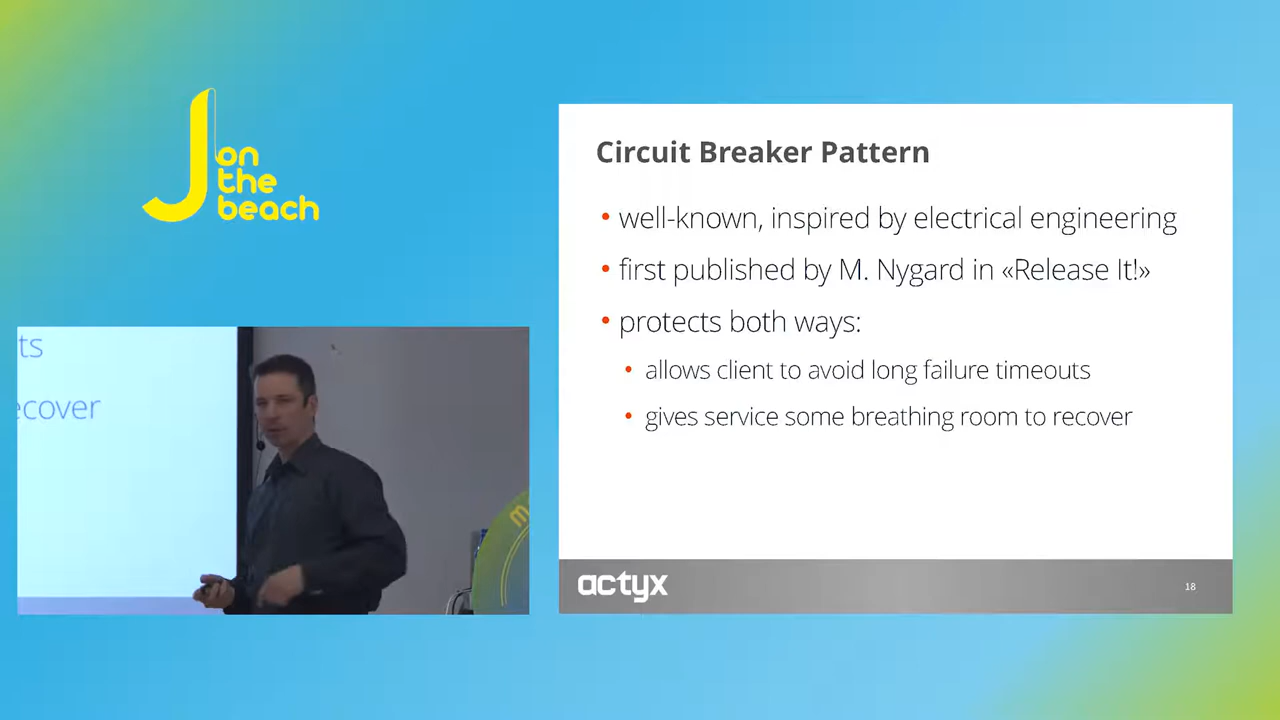 J on
the
beach
Circuit Breaker Pattern
• well-known, inspired by electrical engineering
• first published by M. Nygard in «Release It!»
• protects both ways:
• allows client to avoid long failure timeouts
• gives service some breathing room to recover
ts
ecover
m
actyx
18